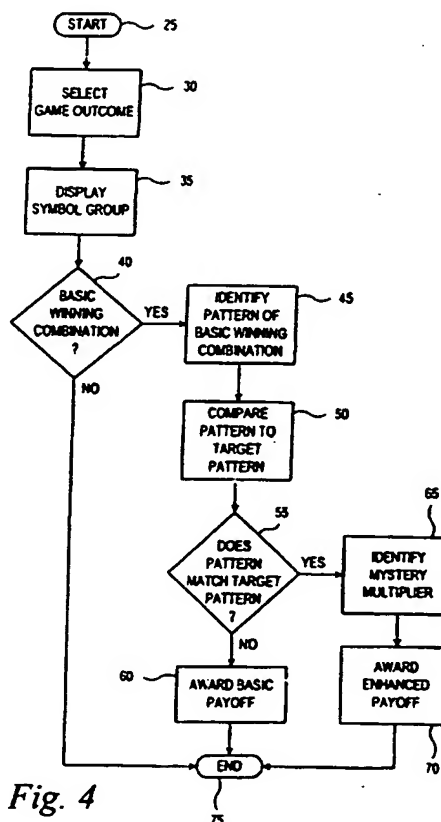 START
25
SELECT
GAME OUTCOME
30
DISPLAY
SYMBOL GROUP
35
BASIC
WINNING
COMBINATION
?
40
YES
NO
IDENTIFY
PATTERN OF
BASIC WINNING
COMBINATION
45
COMPARE
PATTERN TO
TARGET
PATTERN
50
DOES
PATTERN
MATCH TARGET
PATTERN
?
55
YES
NO
IDENTIFY
MYSTERY
MULTIPLIER
65
60
AWARD BASIC
PAYOFF
AWARD
ENHANCED
PAYOFF
70
END
75
Fig. 4